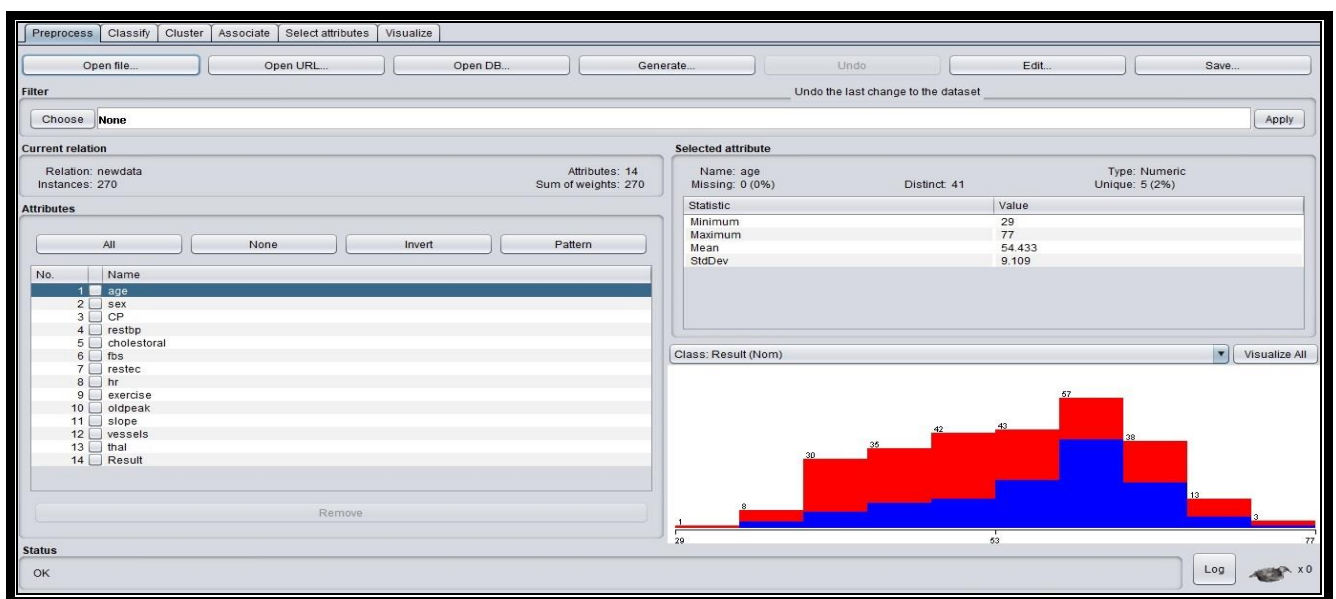 Preprocess Classify Cluster Associate Select attributes Visualize
Open file... Open URL... Open DB... Generate... Undo Edit... Save...
Filter Undo the last change to the dataset
Choose None Apply
Current relation
Relation: newdata Attributes: 14
Instances: 270 Sum of weights: 270
Attributes
All None Invert Pattern
No. Name
1 age
2 sex
3 CP
4 restbp
5 cholestoral
6 fbs
7 restec
8 hr
9 exercise
10 oldpeak
11 slope
12 vessels
13 thal
14 Result
Remove
Selected attribute
Name: age Type: Numeric
Missing: 0 (0%) Distinct: 41 Unique: 5 (2%)
Statistic Value
Minimum 29
Maximum 77
Mean 54.433
StdDev 9.109
Class: Result (Nom) Visualize All
1 8 30 35 42 43 57 38 13 3
29 53 77
Status
OK Log x 0